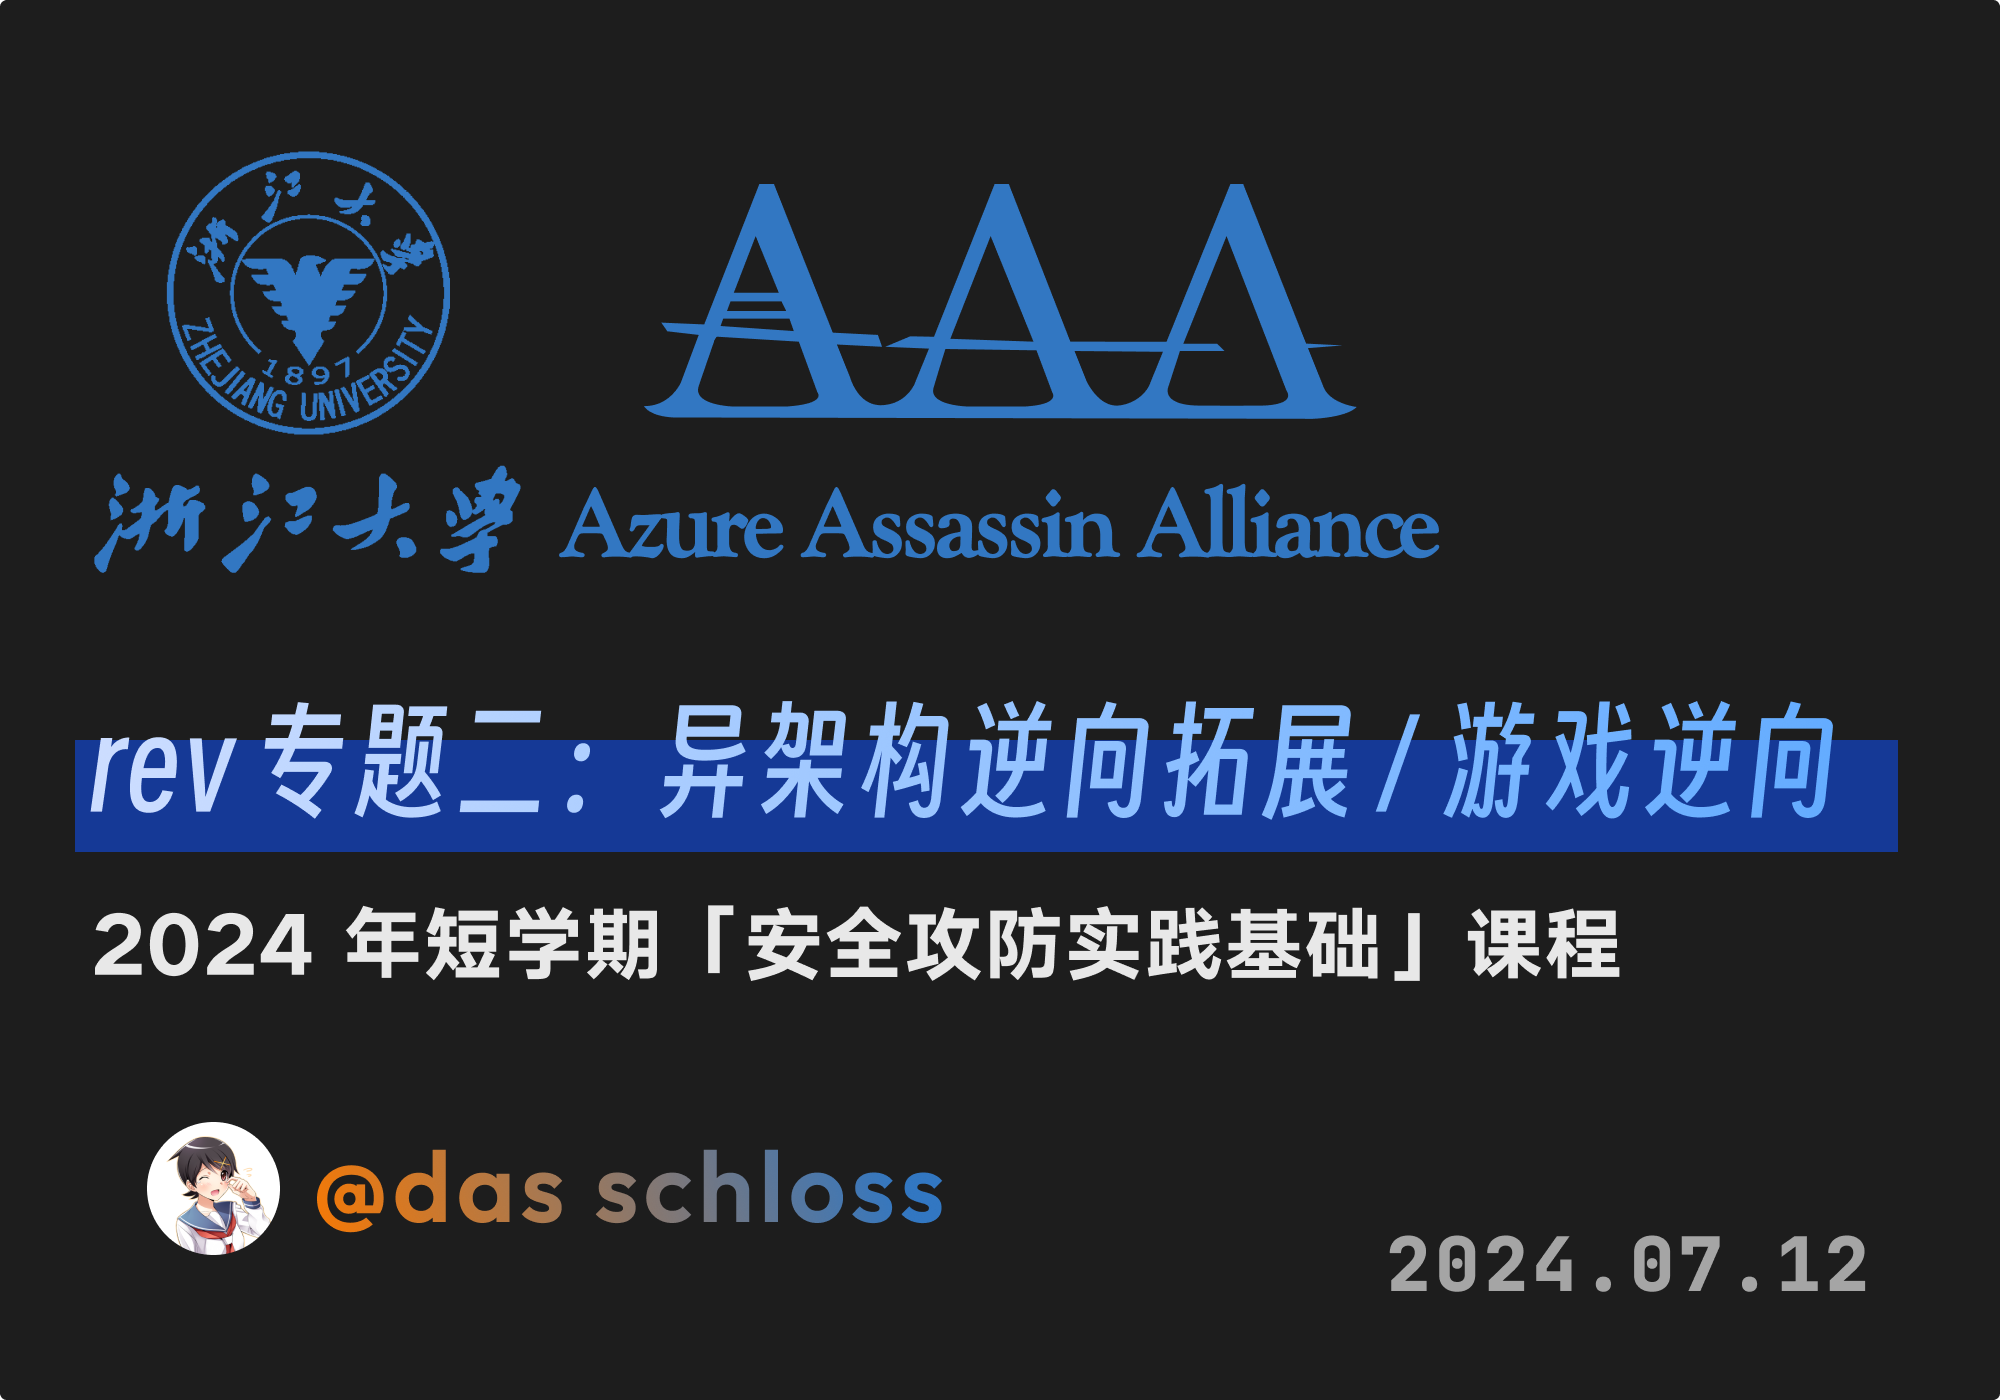 浙江大學
ZHEJIANG UNIVERSITY
1897
浙江大學
AAA
Azure Assassin Alliance
rev 专题二：异架构逆向拓展 / 游戏逆向
2024 年短学期「安全攻防实践基础」课程
@das schloss
2024.07.12